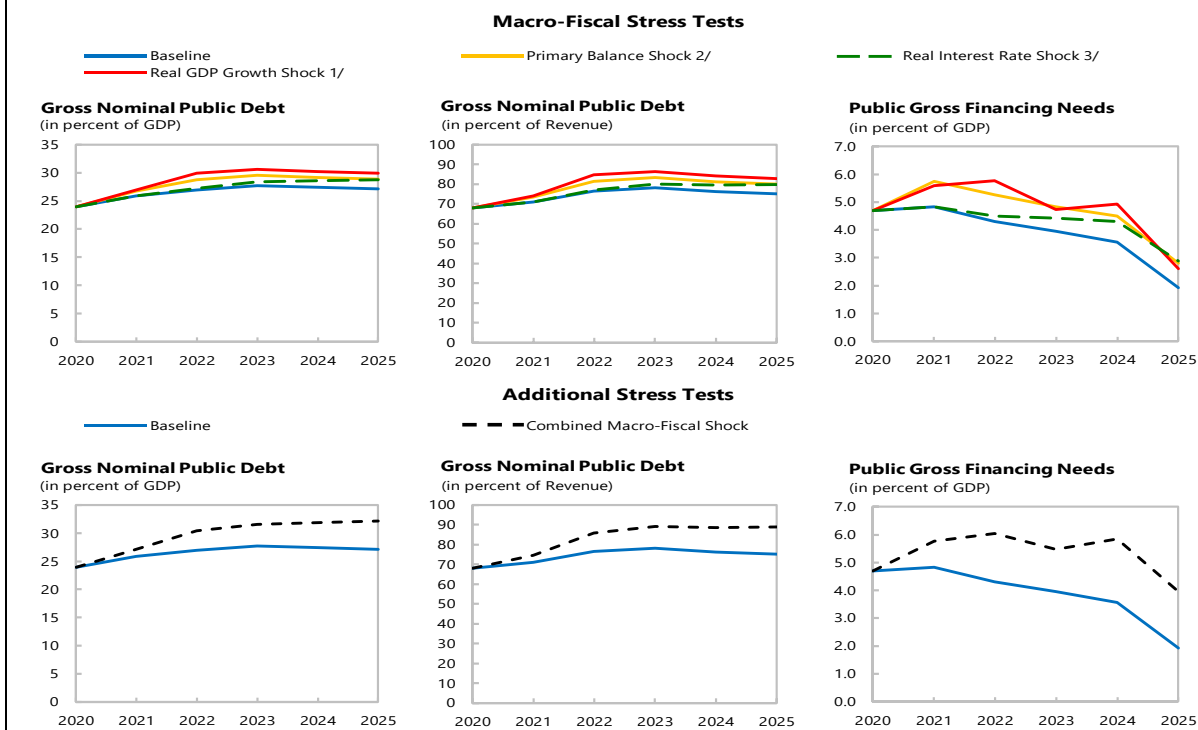 Macro-Fiscal Stress Tests
Baseline
Primary Balance Shock 2/
Real Interest Rate Shock 3/
Real GDP Growth Shock 1/
Gross Nominal Public Debt
(in percent of GDP)
35
30
25
20
15
10
5
0
2020 2021 2022 2023 2024 2025
Gross Nominal Public Debt
(in percent of Revenue)
100
90
80
70
60
50
40
30
20
10
0
2020 2021 2022 2023 2024 2025
Public Gross Financing Needs
(in percent of GDP)
7.0
6.0
5.0
4.0
3.0
2.0
1.0
0.0
2020 2021 2022 2023 2024 2025
Additional Stress Tests
Baseline
Combined Macro-Fiscal Shock
Gross Nominal Public Debt
(in percent of GDP)
35
30
25
20
15
10
5
0
2020 2021 2022 2023 2024 2025
Gross Nominal Public Debt
(in percent of Revenue)
100
90
80
70
60
50
40
30
20
10
0
2020 2021 2022 2023 2024 2025
Public Gross Financing Needs
(in percent of GDP)
7.0
6.0
5.0
4.0
3.0
2.0
1.0
0.0
2020 2021 2022 2023 2024 2025